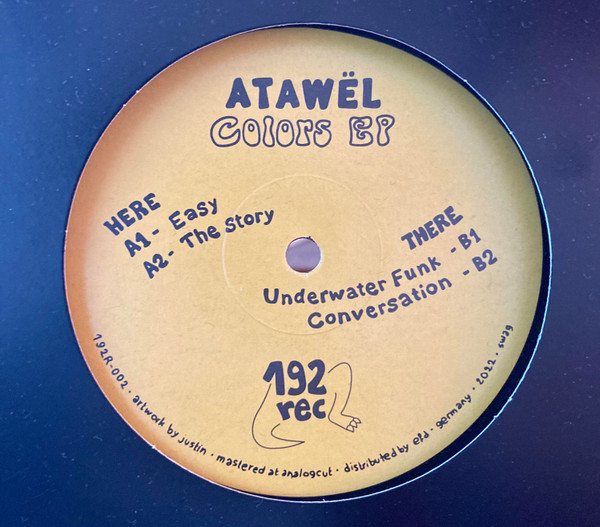 ATAWËL
Colors EP
HERE
A1 - Easy
A2 - The story
THERE
Underwater Funk - B1
Conversation - B2
192
rec
192R-002 · artwork by justin · mastered at analogcut · distributed by efd · germany · 2022 · swag